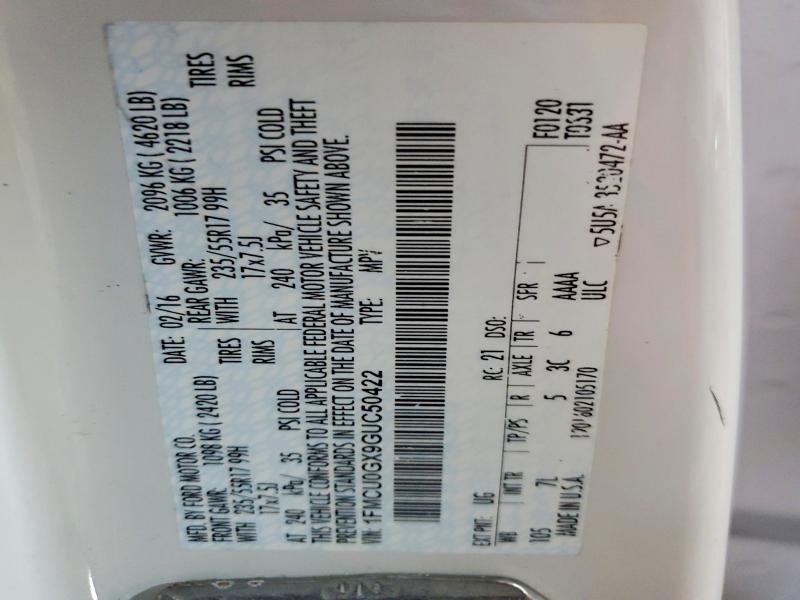 MFD. BY FORD MOTOR CO.
DATE: 02/16 GVWR: 2096 KG ( 4620 LB)
FRONT GAWR: 1098 KG ( 2420 LB) REAR GAWR: 1006 KG ( 2218 LB)
WITH 235/55R17 99H TIRES WITH 235/55R17 99H TIRES
17x7.5J RIMS 17x7.5J RIMS
AT 240 kPa/ 35 PSI COLD AT 240 kPa/ 35 PSI COLD
THIS VEHICLE CONFORMS TO ALL APPLICABLE FEDERAL MOTOR VEHICLE SAFETY AND THEFT
PREVENTION STANDARDS IN EFFECT ON THE DATE OF MANUFACTURE SHOWN ABOVE.
VIN: 1FMCU0GX9GUC50422 TYPE: MPV
EXT PNT: UG RC: 21 DSO: F0120
WB INT TR TP/PS R AXLE TR SPR T0531
105 7L 5 3C 6 AAAA
MADE IN U.S.A. ULC
▽5U5A